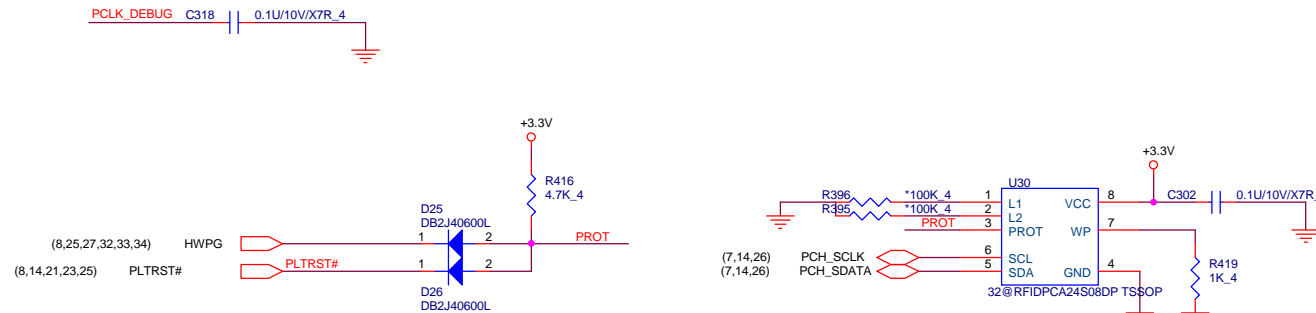 PCLK_DEBUG C318 0.1U/10V/X7R_4
+3.3V
R416
4.7K_4
D25
DB2J40600L
(8,25,27,32,33,34) HWPG 1 2 PROT
(8,14,21,23,25) PLTRST# PLTRST# 1 2
D26
DB2J40600L
+3.3V
U30
R396 *100K_4 1 L1 VCC 8 C302 0.1U/10V/X7R_
R395 *100K_4 2 L2
PROT 3 PROT WP 7
(7,14,26) PCH_SCLK 6 SCL
(7,14,26) PCH_SDATA 5 SDA GND 4
R419
1K_4
32@RFIDPCA24S08DP TSSOP